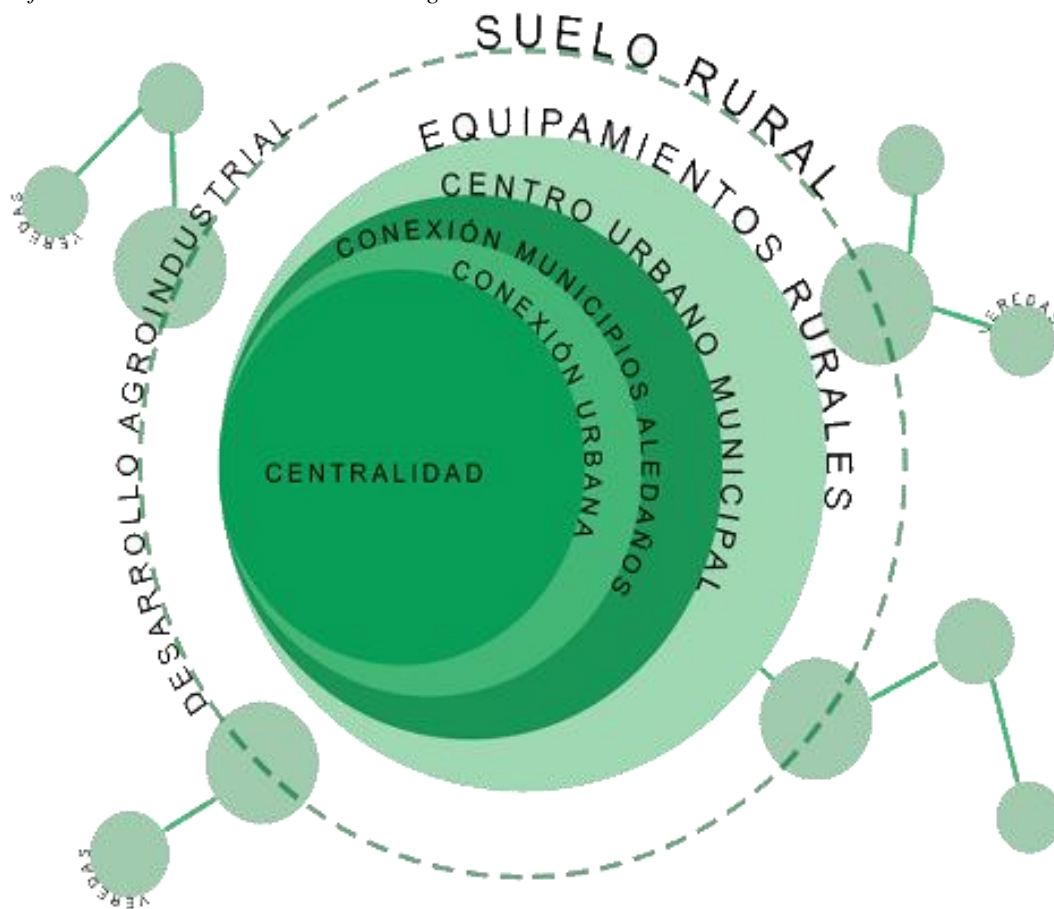 SUELO RURAL
EQUIPAMIENTOS RURALES
CENTRO URBANO MUNICIPAL
CONEXIÓN MUNICIPIOS ALEDAÑOS
CONEXIÓN URBANA
CENTRALIDAD
DESARROLLO AGROINDUSTRIAL
VEREDAS
VEREDAS
VEREDAS